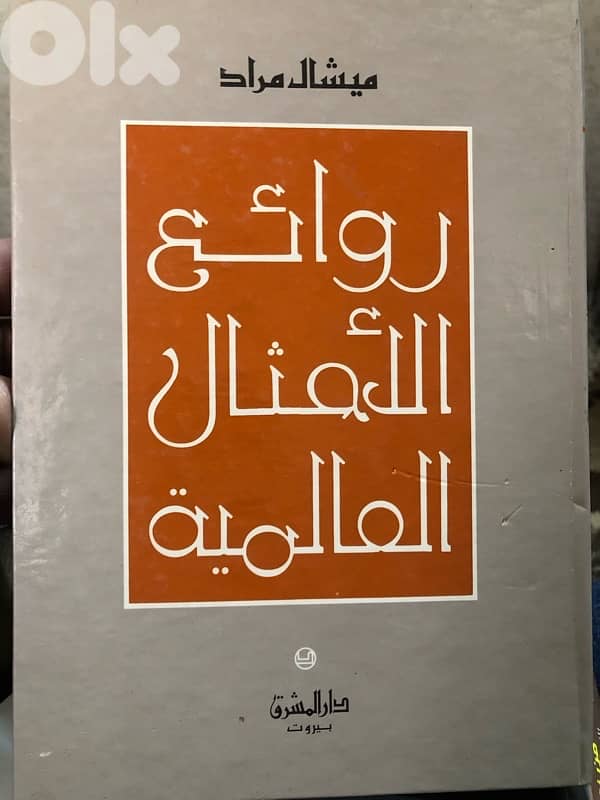 Olx
ميشال مراد
روائع
الأمثال
العالمية
دار المشرق
بيروت